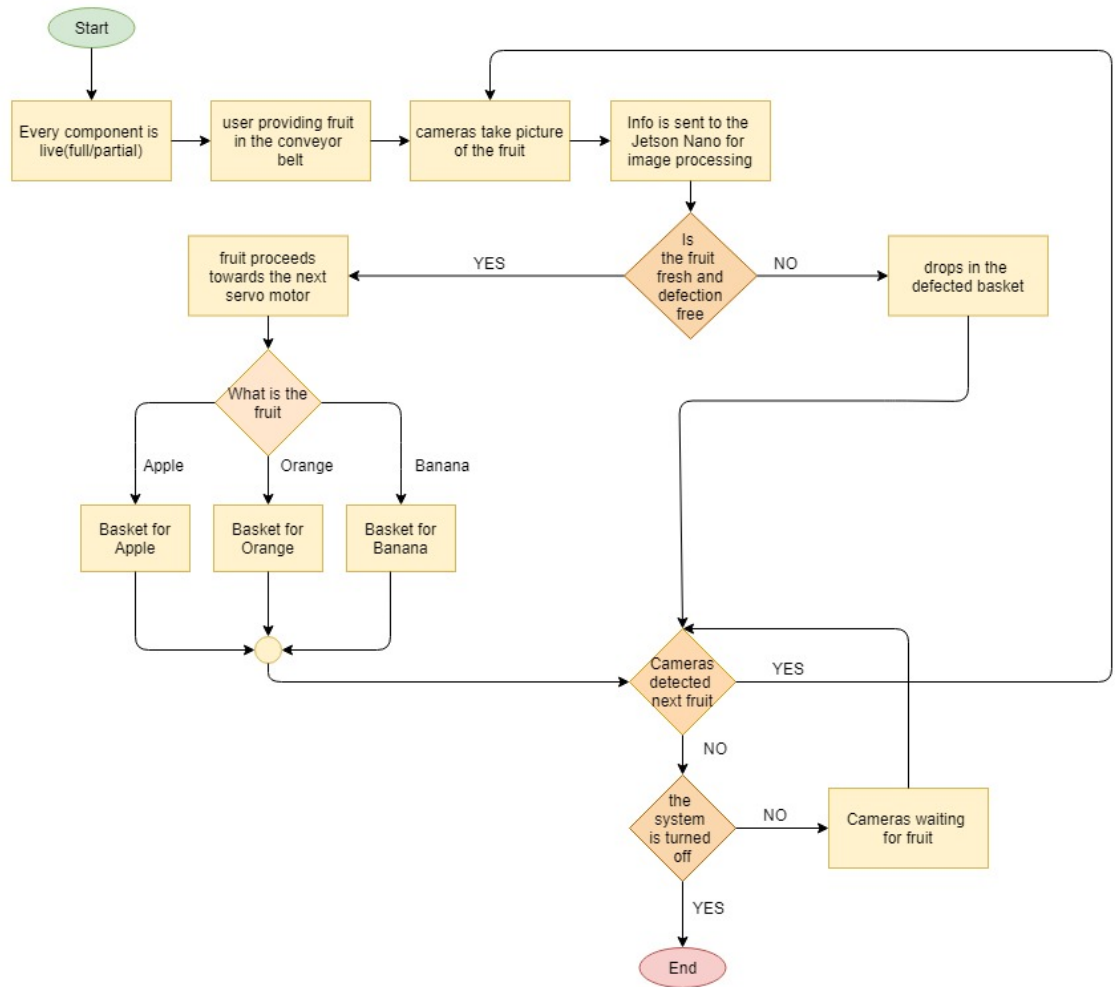 Start
Every component is
live(full/partial)
user providing fruit
in the conveyor
belt
cameras take picture
of the fruit
Info is sent to the
Jetson Nano for
image processing
Is
the fruit
fresh and
defection
free
YES
NO
fruit proceeds
towards the next
servo motor
drops in the
defected basket
What is the
fruit
Apple
Orange
Banana
Basket for
Apple
Basket for
Orange
Basket for
Banana
Cameras
detected
next fruit
YES
NO
the
system
is turned
off
NO
Cameras waiting
for fruit
YES
End